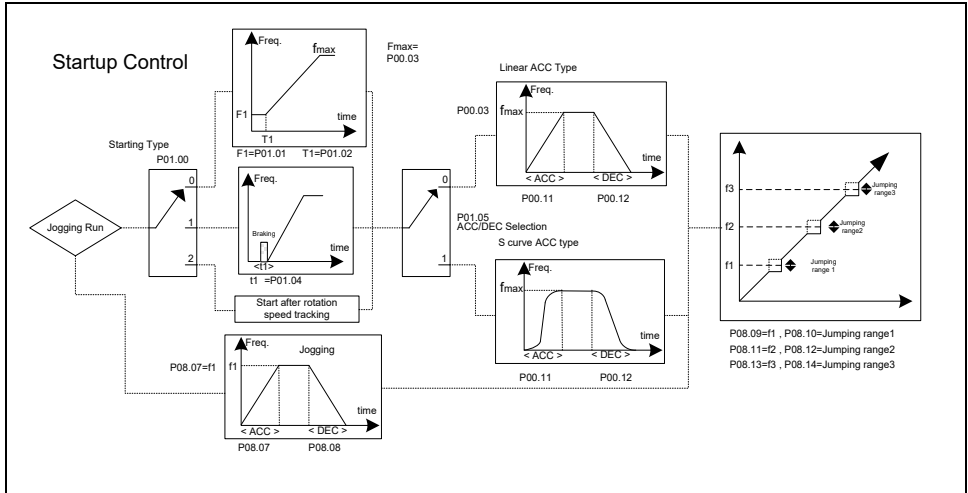 Startup Control
Freq.
fmax
F1
time
T1
F1=P01.01 T1=P01.02
Fmax=
P00.03
Starting Type
P01.00
0
1
2
Jogging Run
Freq.
Braking
time
<t1>
t1 =P01.04
Start after rotation
speed tracking
P08.07=f1
Freq.
Jogging
f1
time
< ACC > < DEC >
P08.07 P08.08
0
P01.05
ACC/DEC Selection
1
Linear ACC Type
Freq.
P00.03
fmax
time
< ACC > < DEC >
P00.11 P00.12
S curve ACC type
Freq.
fmax
time
< ACC > < DEC >
P00.11 P00.12
f3
Jumping
range3
f2
Jumping
range2
f1
Jumping
range 1
P08.09=f1 , P08.10=Jumping range1
P08.11=f2 , P08.12=Jumping range2
P08.13=f3 , P08.14=Jumping range3